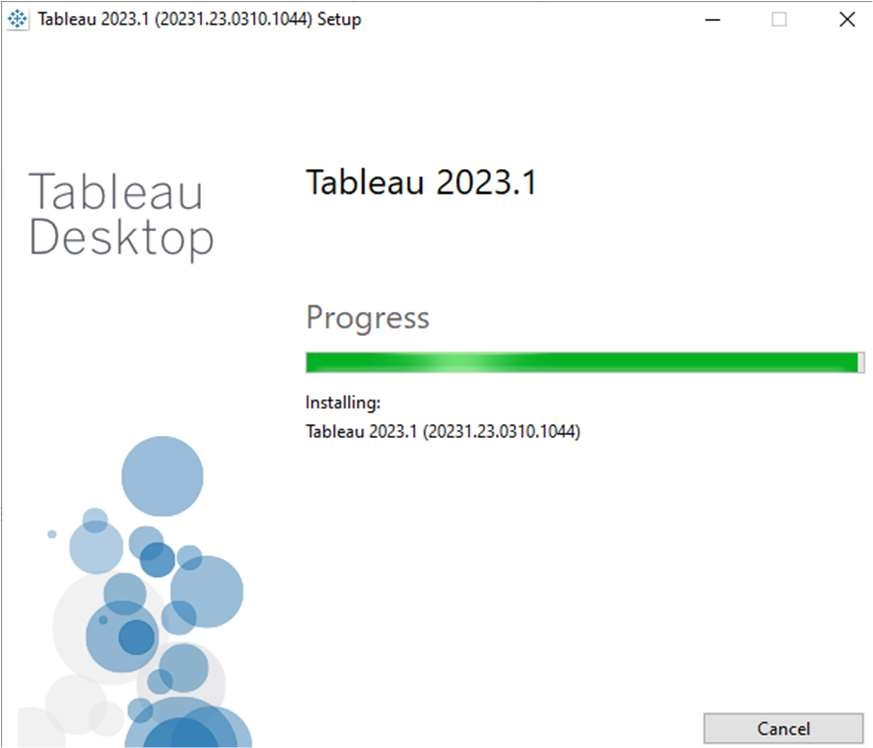 Tableau 2023.1 (20231.23.0310.1044) Setup
Tableau
Desktop
Tableau 2023.1
Progress
Installing:
Tableau 2023.1 (20231.23.0310.1044)
Cancel